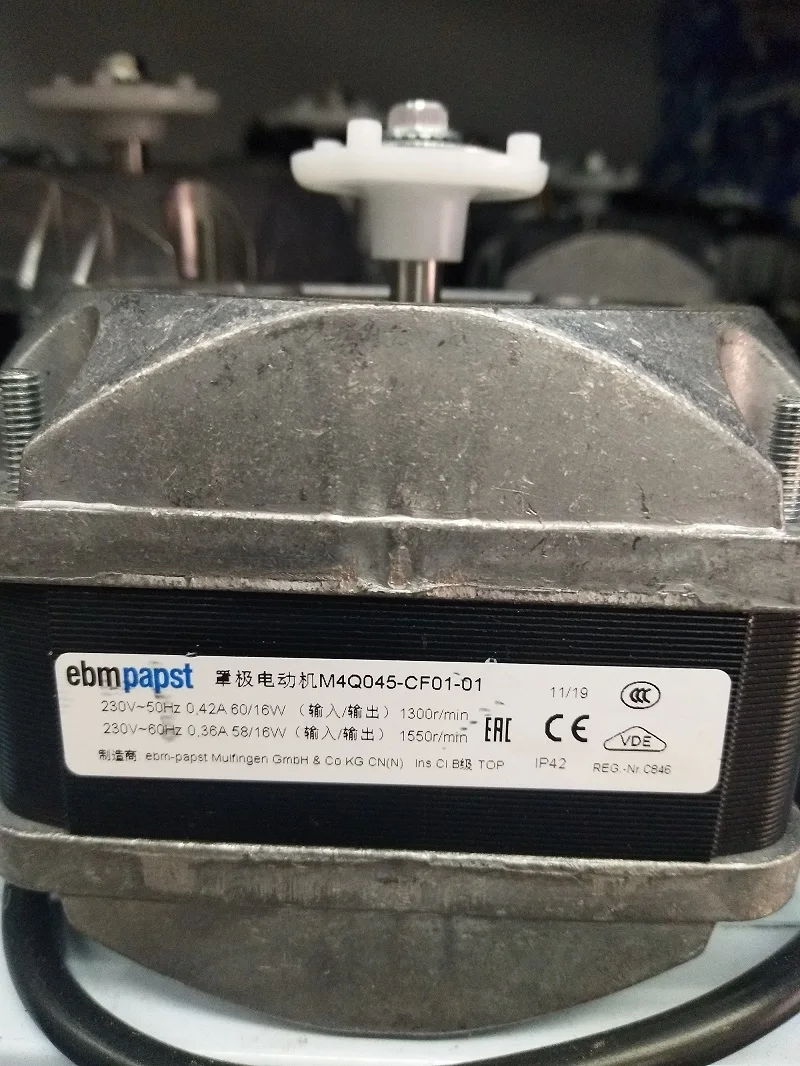 ebmpapst 罩极电动机M4Q045-CF01-01 11/19 CCC
230V~50Hz 0,42A 60/16W （输入/输出） 1300r/min
230V~60Hz 0,36A 58/16W （输入/输出） 1550r/min EAC CE VDE
制造商 ebm-papst Mulfingen GmbH & Co KG CN(N) Ins Cl B级 TOP IP42 REG.-Nr.C846